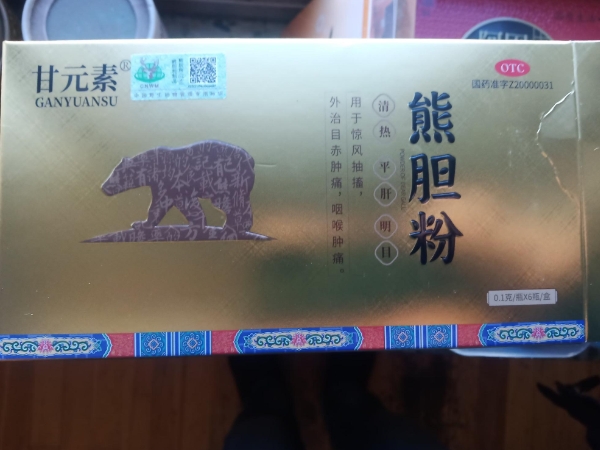 甘元素®
GANYUANSU
OTC
国药准字Z20000031
熊胆粉
清热 平肝 明目
用于惊风抽搐，
外治目赤肿痛，咽喉肿痛。
0.1克/瓶X6瓶/盒